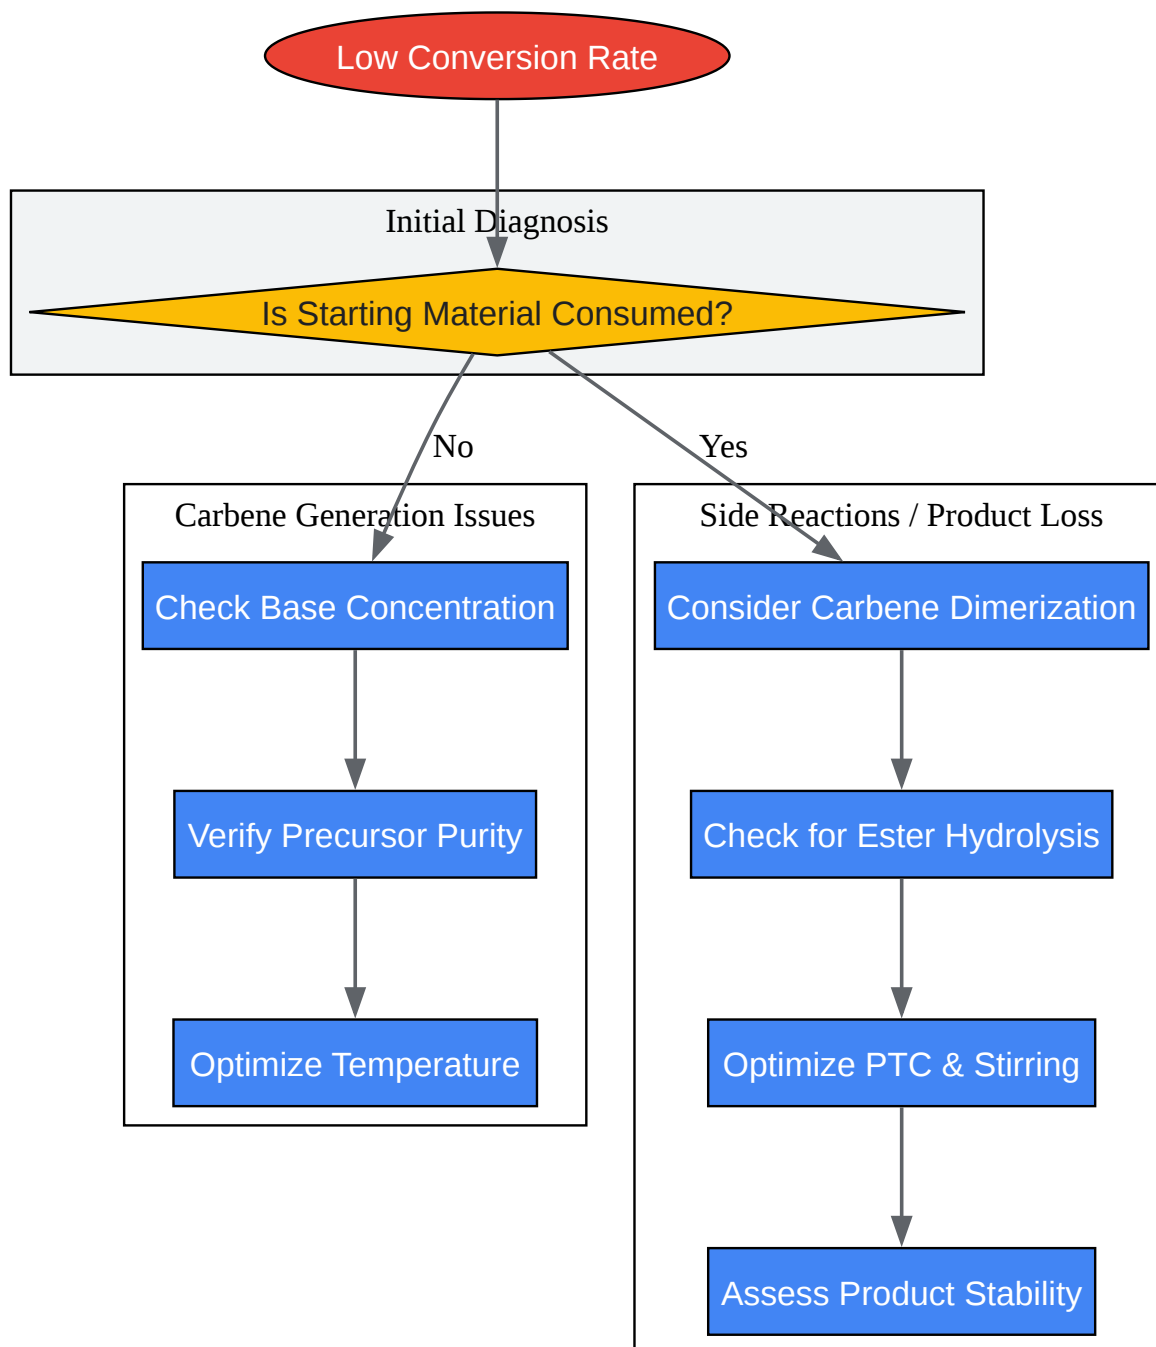 Low Conversion Rate
Initial Diagnosis
Is Starting Material Consumed?
No
Yes
Carbene Generation Issues
Check Base Concentration
Verify Precursor Purity
Optimize Temperature
Side Reactions / Product Loss
Consider Carbene Dimerization
Check for Ester Hydrolysis
Optimize PTC & Stirring
Assess Product Stability